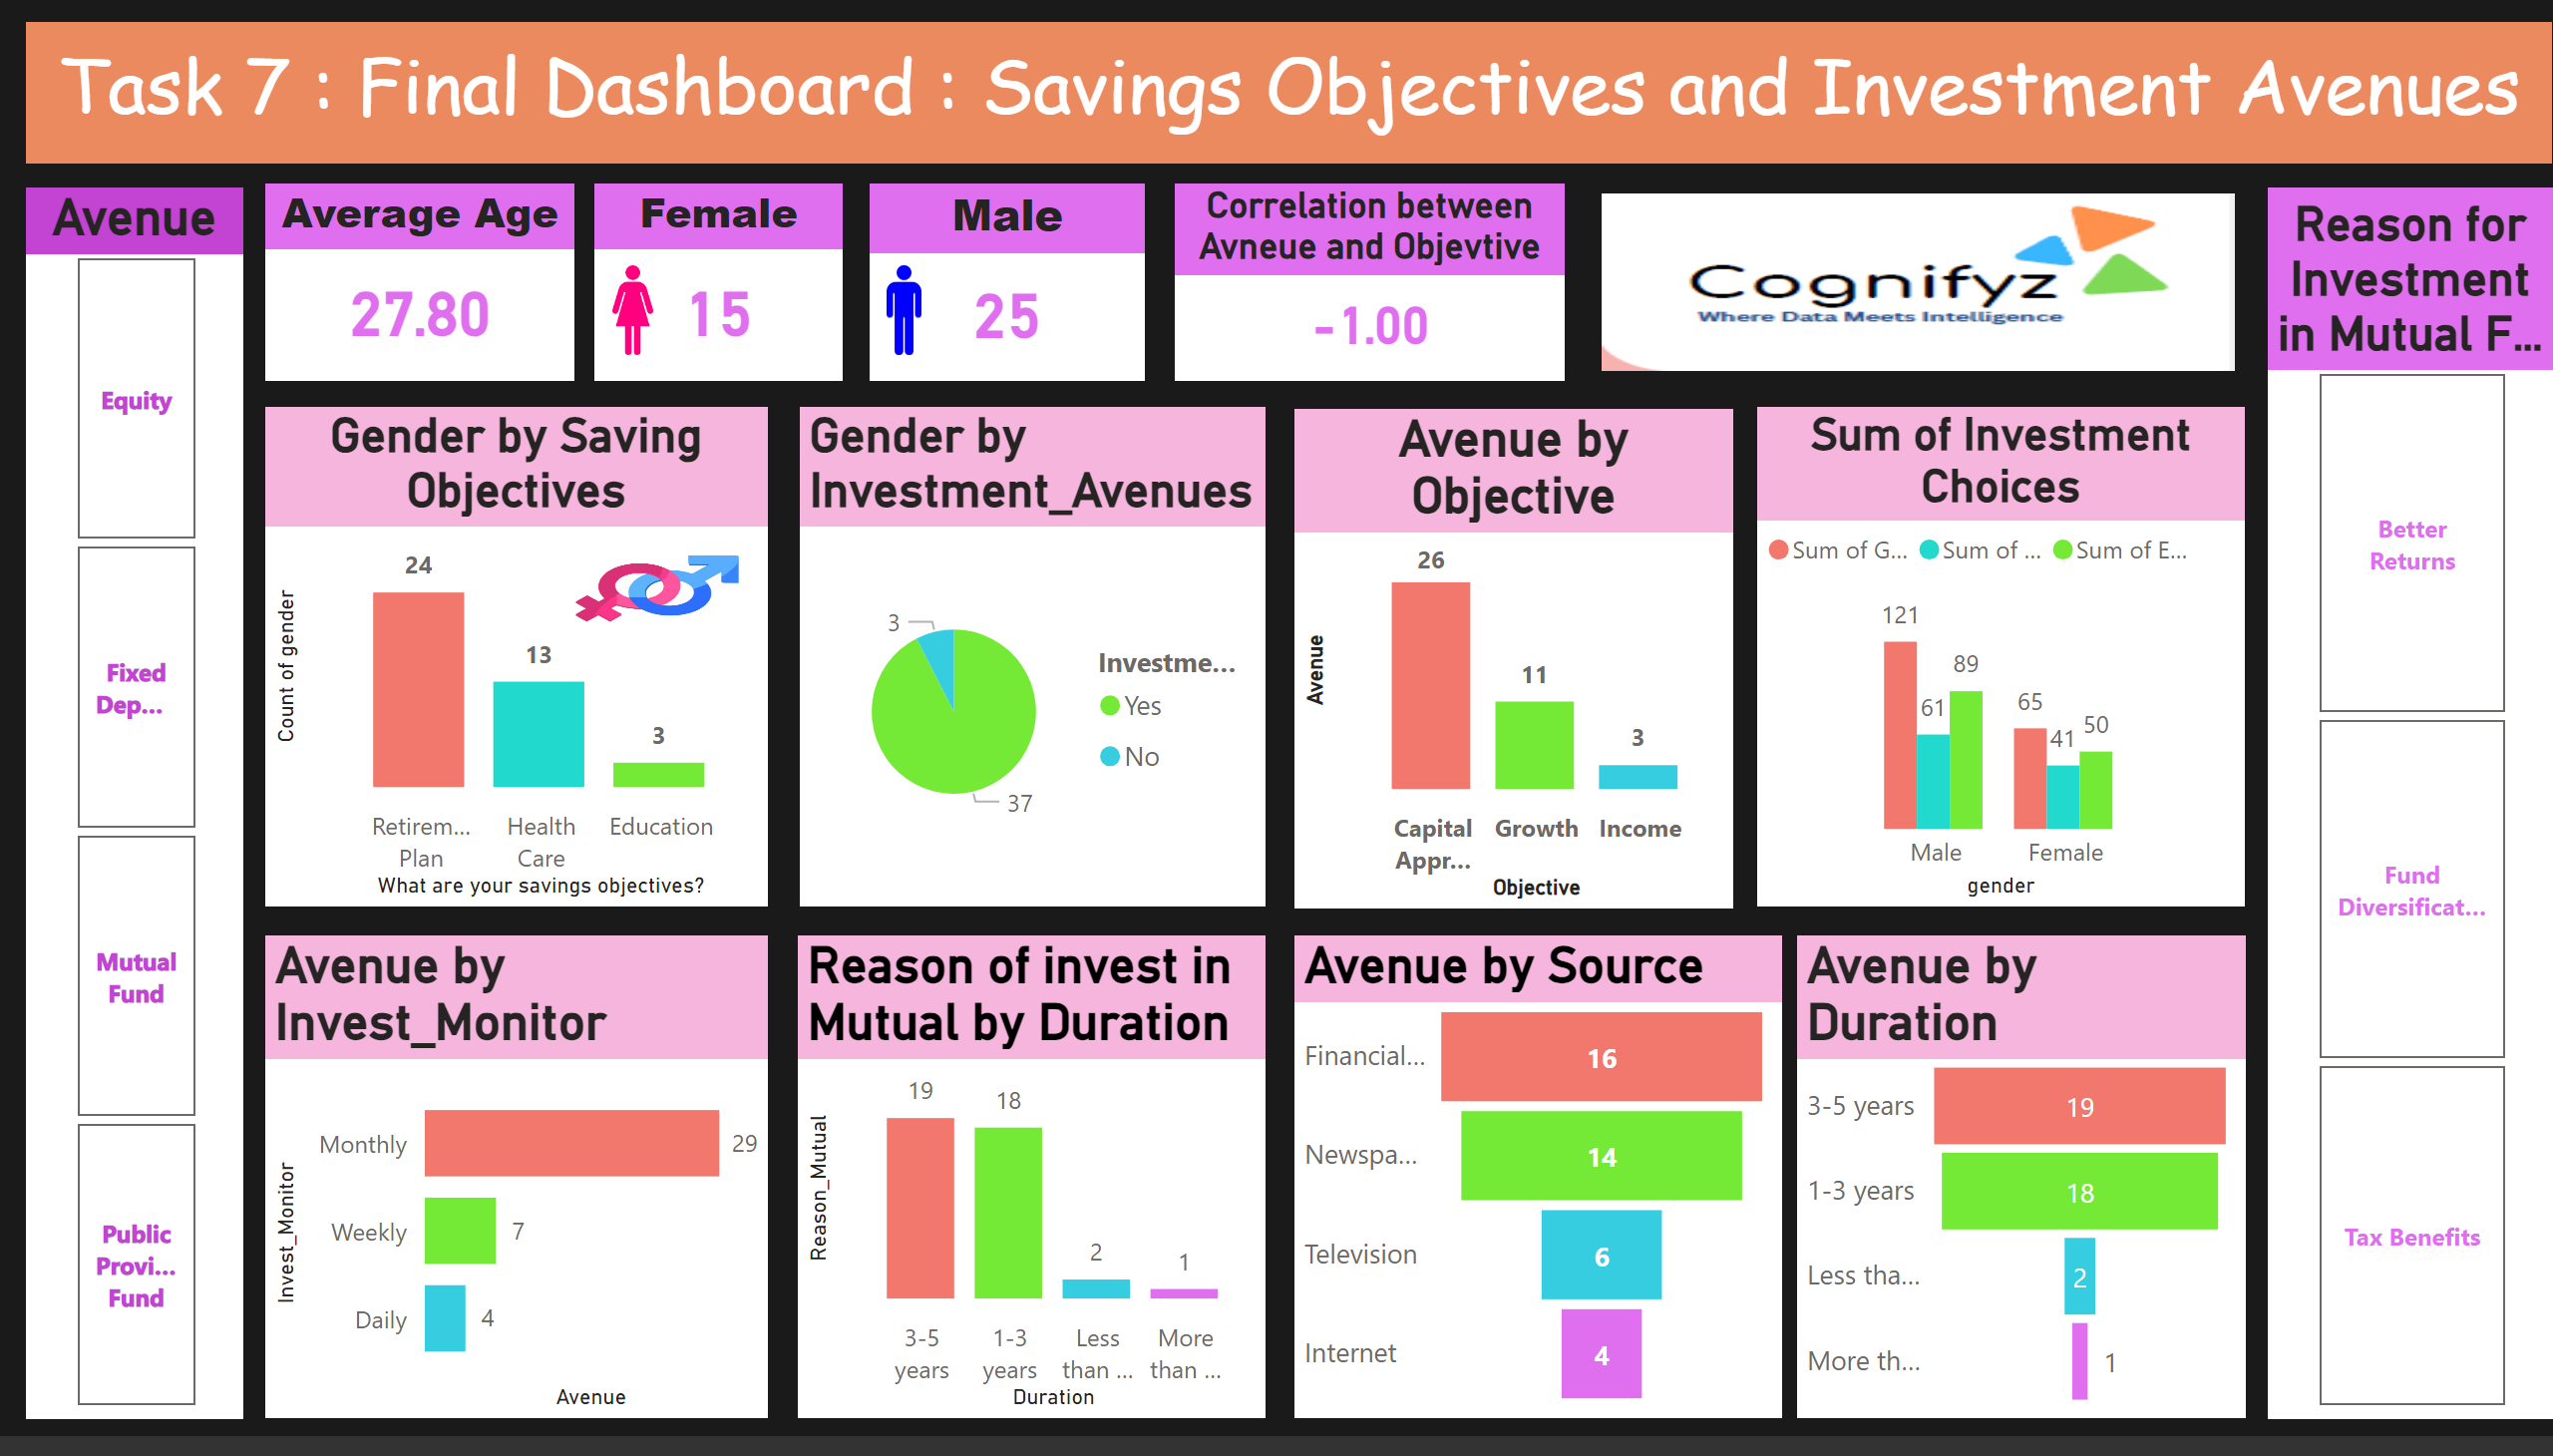 Task 7 : Final Dashboard : Savings Objectives and Investment Avenues
Avenue
Equity
Fixed
Dep...
Mutual
Fund
Public
Provi...
Fund
Average Age
27.80
Female
15
Male
25
Correlation between
Avneue and Objevtive
-1.00
Cognifyz
Where Data Meets Intelligence
Reason for
Investment
in Mutual F...
Better
Returns
Fund
Diversificat...
Tax Benefits
Gender by Saving
Objectives
Count of gender
24
13
3
Retirem...
Plan
Health
Care
Education
What are your savings objectives?
Gender by
Investment_Avenues
3
37
Investme...
Yes
No
Avenue by
Objective
Avenue
26
11
3
Capital
Appr...
Growth
Income
Objective
Sum of Investment
Choices
Sum of G...
Sum of ...
Sum of E...
121
61
89
65
41
50
Male
Female
gender
Avenue by
Invest_Monitor
Invest_Monitor
Monthly
29
Weekly
7
Daily
4
Avenue
Reason of invest in
Mutual by Duration
Reason_Mutual
19
18
2
1
3-5
years
1-3
years
Less
than ...
More
than ...
Duration
Avenue by Source
Financial...
16
Newspa...
14
Television
6
Internet
4
Avenue by
Duration
3-5 years
19
1-3 years
18
Less tha...
2
More th...
1